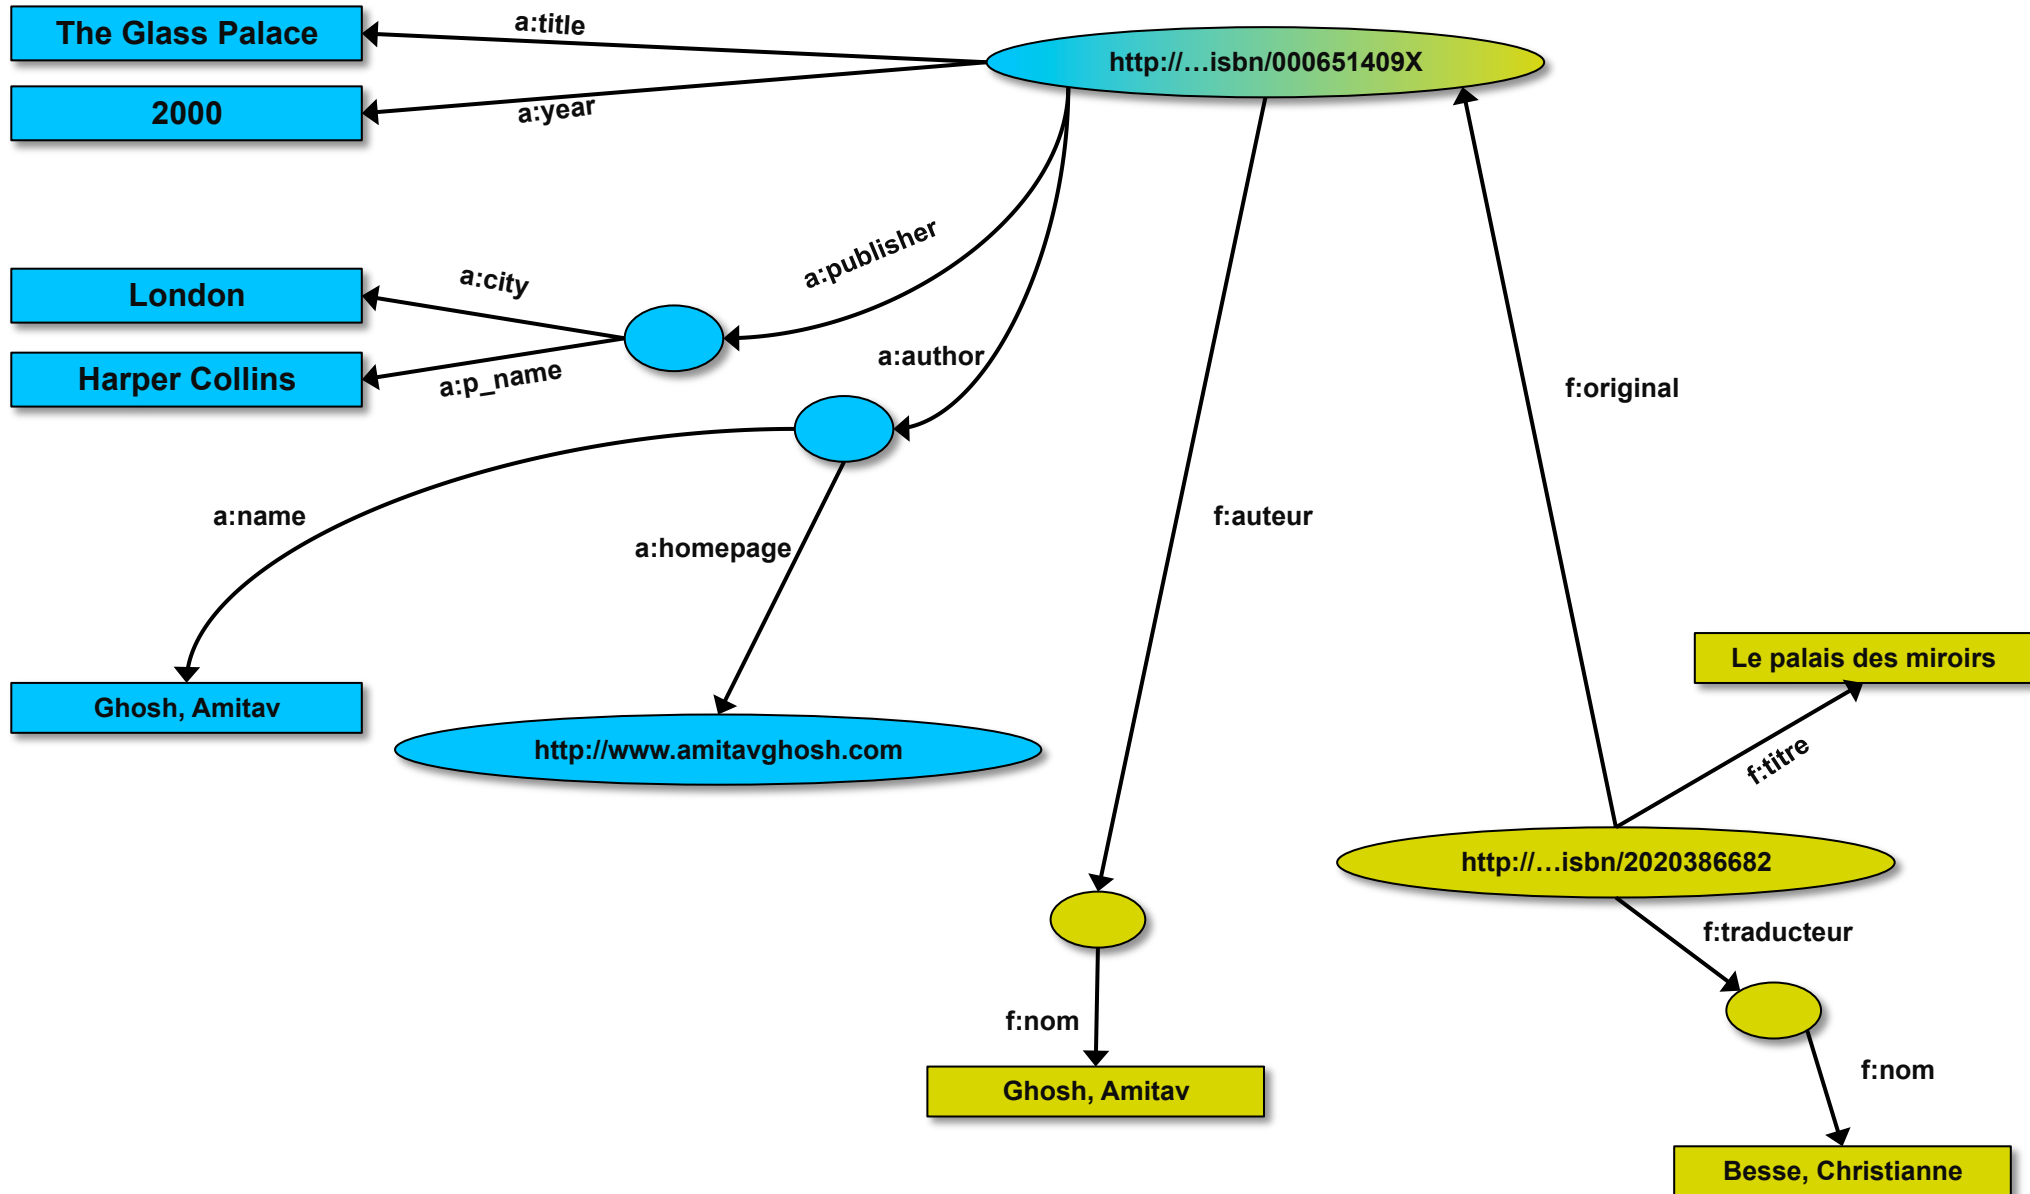 The Glass Palace
a:title
http://…isbn/000651409X
2000
a:year
a:publisher
a:city
London
a:author
Harper Collins
a:p_name
f:original
a:name
a:homepage
f:auteur
Le palais des miroirs
Ghosh, Amitav
http://www.amitavghosh.com
f:titre
http://…isbn/2020386682
f:traducteur
f:nom
f:nom
Ghosh, Amitav
Besse, Christianne